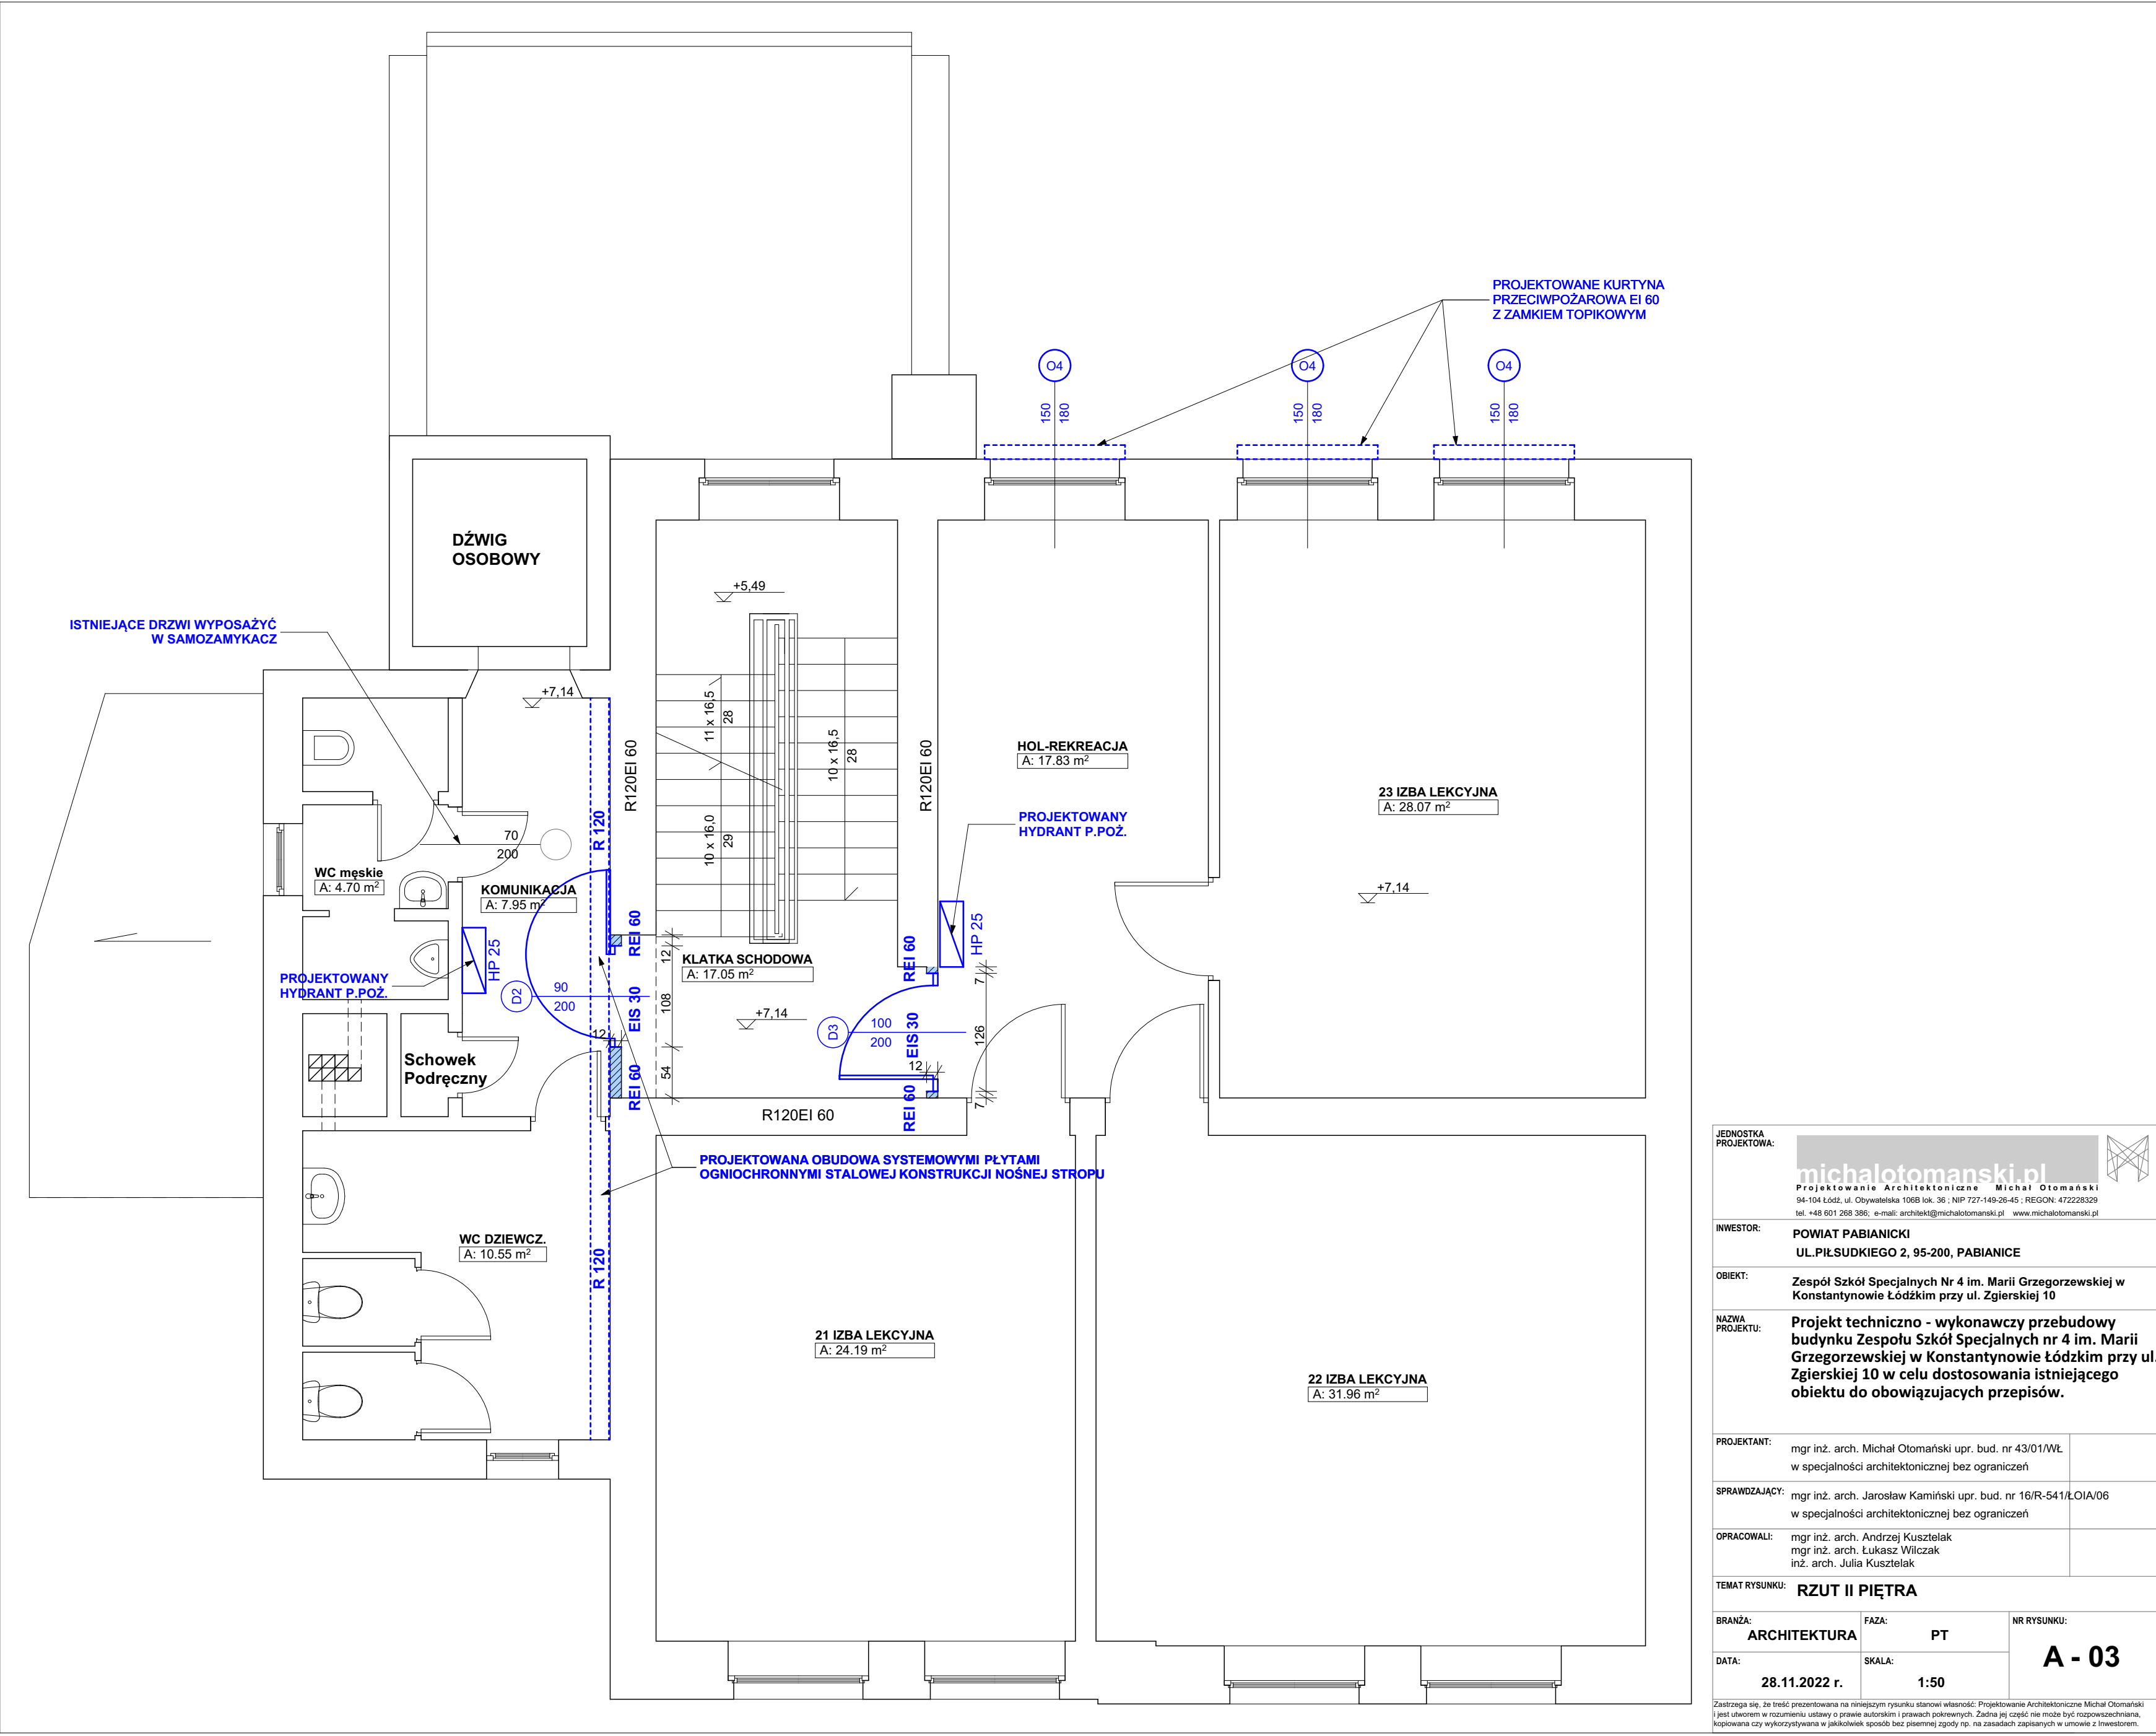 PROJEKTOWANE KURTYNA
PRZECIWPOŻAROWA EI 60
Z ZAMKIEM TOPIKOWYM
O4
O4
O4
150
180
150
180
150
180
DŹWIG
OSOBOWY
+5,49
ISTNIEJĄCE DRZWI WYPOSAŻYĆ
W SAMOZAMYKACZ
+7,14
11 x 16,5
28
10 x 16,5
28
R120EI 60
R120EI 60
HOL-REKREACJA
A: 17.83 m²
23 IZBA LEKCYJNA
A: 28.07 m²
PROJEKTOWANY
HYDRANT P.POŻ.
70
200
R 120
10 x 16,0
29
WC męskie
A: 4.70 m²
KOMUNIKACJA
A: 7.95 m²
+7,14
HP 25
REI 60
12
KLATKA SCHODOWA
A: 17.05 m²
REI 60
HP 25
PROJEKTOWANY
HYDRANT P.POŻ.
D2
90
200
EIS 30
108
+7,14
D3
100
200
EIS 30
7
126
12
12
Schowek
Podręczny
REI 60
54
REI 60
7
R120EI 60
PROJEKTOWANA OBUDOWA SYSTEMOWYMI PŁYTAMI
OGNIOCHRONNYMI STALOWEJ KONSTRUKCJI NOŚNEJ STROPU
WC DZIEWCZ.
A: 10.55 m²
R 120
21 IZBA LEKCYJNA
A: 24.19 m²
22 IZBA LEKCYJNA
A: 31.96 m²
JEDNOSTKA
PROJEKTOWA:
michalotomanski.pl
Projektowanie Architektoniczne Michał Otomański
94-104 Łódź, ul. Obywatelska 106B lok. 36 ; NIP 727-149-26-45 ; REGON: 472228329
tel. +48 601 268 386; e-mali: architekt@michalotomanski.pl www.michalotomanski.pl
INWESTOR:
POWIAT PABIANICKI
UL.PIŁSUDKIEGO 2, 95-200, PABIANICE
OBIEKT:
Zespół Szkół Specjalnych Nr 4 im. Marii Grzegorzewskiej w
Konstantynowie Łódźkim przy ul. Zgierskiej 10
NAZWA
PROJEKTU:
Projekt techniczno - wykonawczy przebudowy
budynku Zespołu Szkół Specjalnych nr 4 im. Marii
Grzegorzewskiej w Konstantynowie Łódzkim przy ul.
Zgierskiej 10 w celu dostosowania istniejącego
obiektu do obowiązujacych przepisów.
PROJEKTANT:
mgr inż. arch. Michał Otomański upr. bud. nr 43/01/WŁ
w specjalności architektonicznej bez ograniczeń
SPRAWDZAJĄCY:
mgr inż. arch. Jarosław Kamiński upr. bud. nr 16/R-541/ŁOIA/06
w specjalności architektonicznej bez ograniczeń
OPRACOWALI:
mgr inż. arch. Andrzej Kusztelak
mgr inż. arch. Łukasz Wilczak
inż. arch. Julia Kusztelak
TEMAT RYSUNKU:
RZUT II PIĘTRA
BRANŻA:
ARCHITEKTURA
FAZA:
PT
NR RYSUNKU:
A - 03
DATA:
28.11.2022 r.
SKALA:
1:50
Zastrzega się, że treść prezentowana na niniejszym rysunku stanowi własność: Projektowanie Architektoniczne Michał Otomański
i jest utworem w rozumieniu ustawy o prawie autorskim i prawach pokrewnych. Żadna jej część nie może być rozpowszechniana,
kopiowana czy wykorzystywana w jakikolwiek sposób bez pisemnej zgody np. na zasadach zapisanych w umowie z Inwestorem.